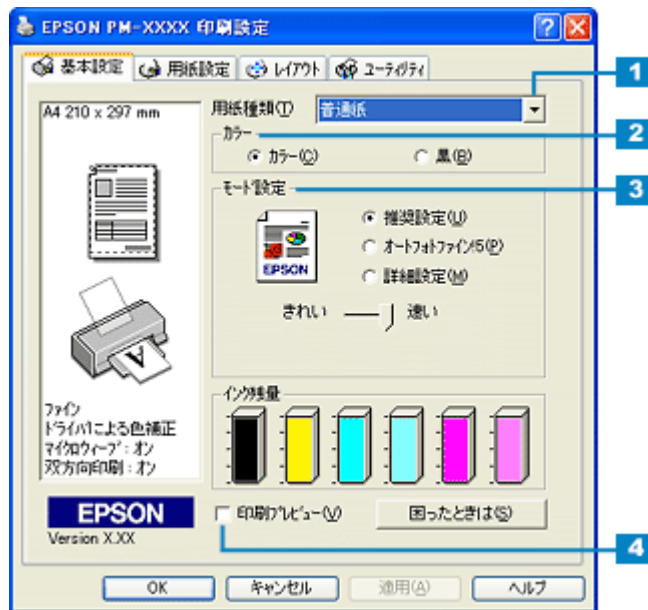 EPSON PM-XXXX 印刷設定
基本設定 用紙設定 レイアウト ユーティリティ
A4 210 x 297 mm
用紙種類(T) 普通紙
1
カラー
2
カラー(C) 黒(B)
モード設定
3
推奨設定(U)
オートフォトファイン!5(P)
詳細設定(M)
EPSON
きれい 速い
A
インク残量
ファイン
ドライバによる色補正
マイクロウィーブ:オン
双方向印刷:オン
EPSON
Version X.XX
印刷プレビュー(V) 困ったときは(S)
4
OK キャンセル 適用(A) ヘルプ